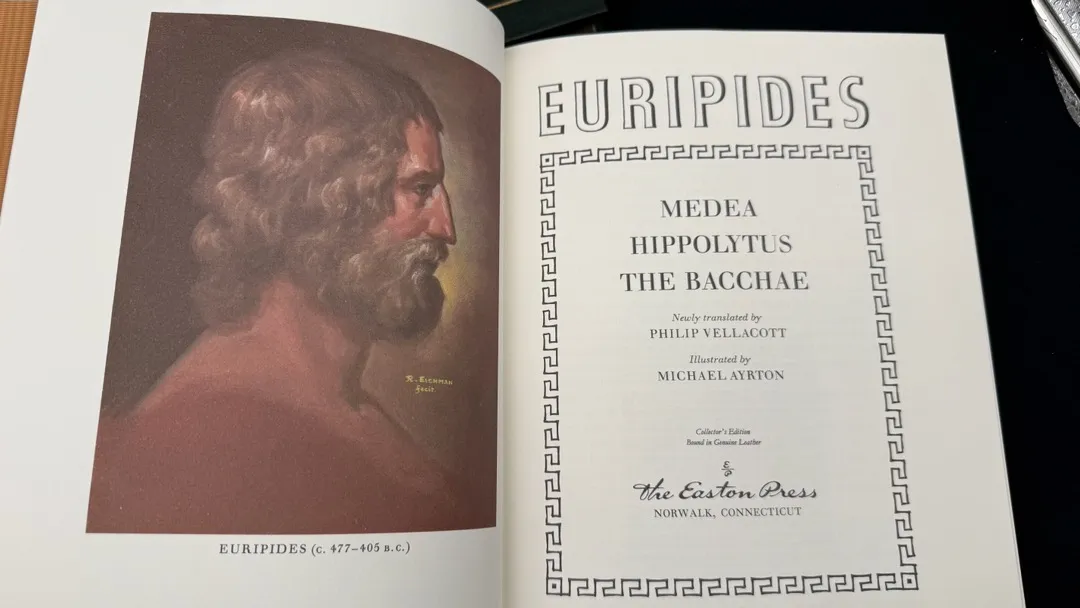 R. EICHMAN
fecit
EURIPIDES (C. 477–405 B.C.)
EURIPIDES
MEDEA
HIPPOLYTUS
THE BACCHAE
Newly translated by
PHILIP VELLACOTT
Illustrated by
MICHAEL AYRTON
Collector's Edition
Bound in Genuine Leather
The Easton Press
NORWALK, CONNECTICUT